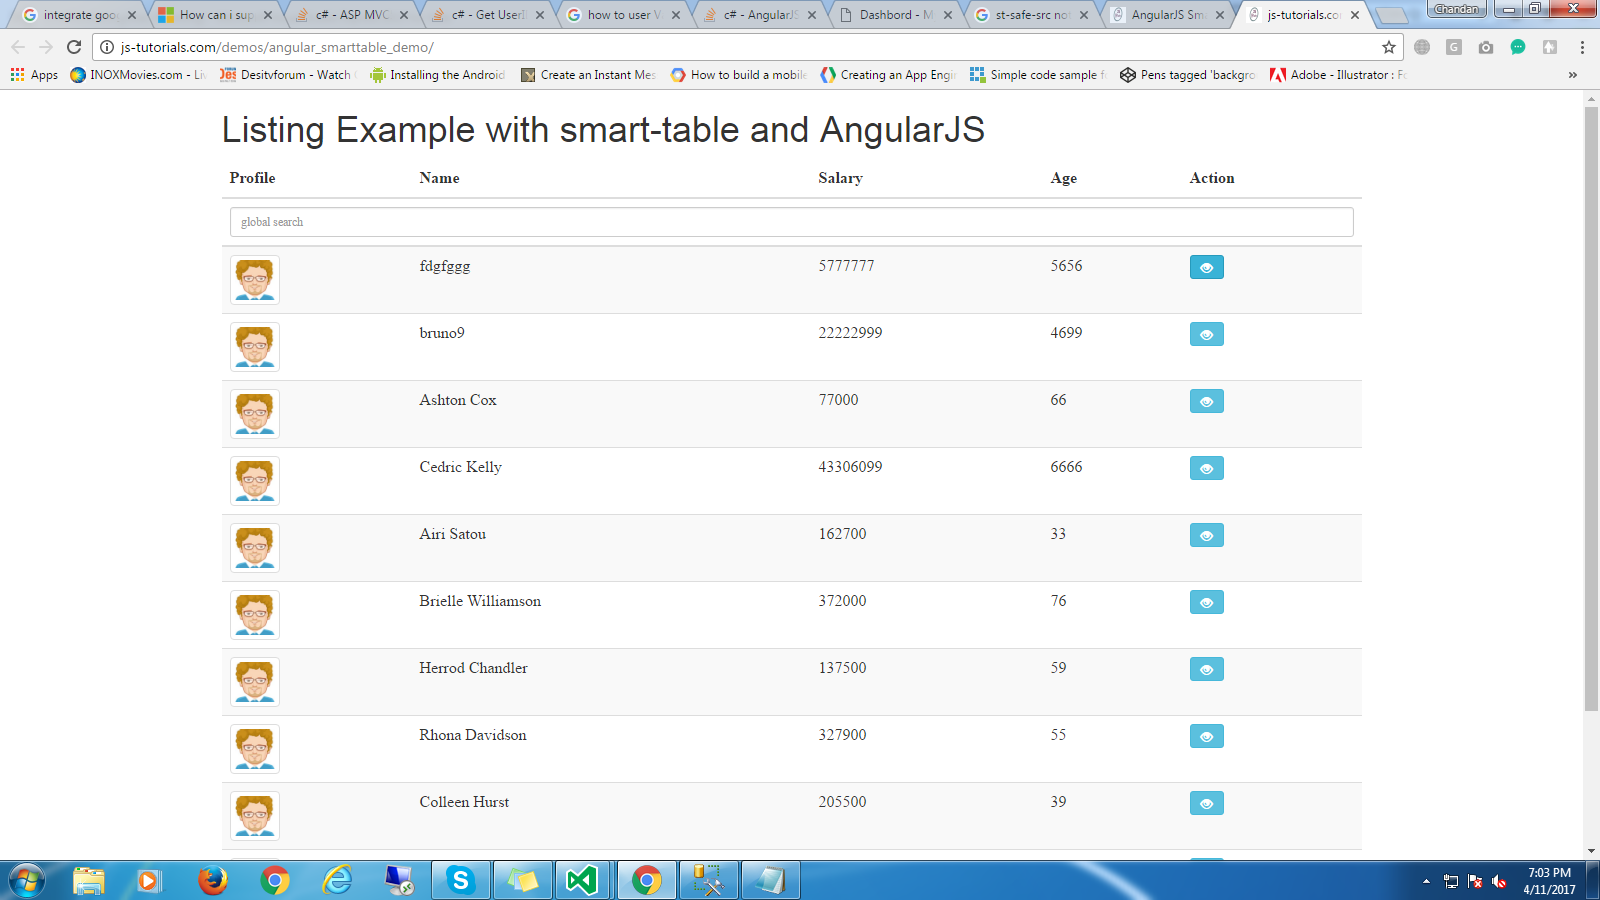 integrate goo
How can i sup
c# - ASP MVC
c# - Get UserI
how to user V
c# - AngularJS
Dashbord - M
st-safe-src no
AngularJS Sma
js-tutorials.co
Chandan
js-tutorials.com/demos/angular_smarttable_demo/
Apps
INOXMovies.com - Li
Desitvforum - Watch
Installing the Android
Create an Instant Mes
How to build a mobile
Creating an App Engi
Simple code sample f
Pens tagged 'backgro
Adobe - Illustrator : F
Listing Example with smart-table and AngularJS
Profile Name Salary Age Action
global search
fdgfggg 5777777 5656
bruno9 22222999 4699
Ashton Cox 77000 66
Cedric Kelly 43306099 6666
Airi Satou 162700 33
Brielle Williamson 372000 76
Herrod Chandler 137500 59
Rhona Davidson 327900 55
Colleen Hurst 205500 39
7:03 PM
4/11/2017